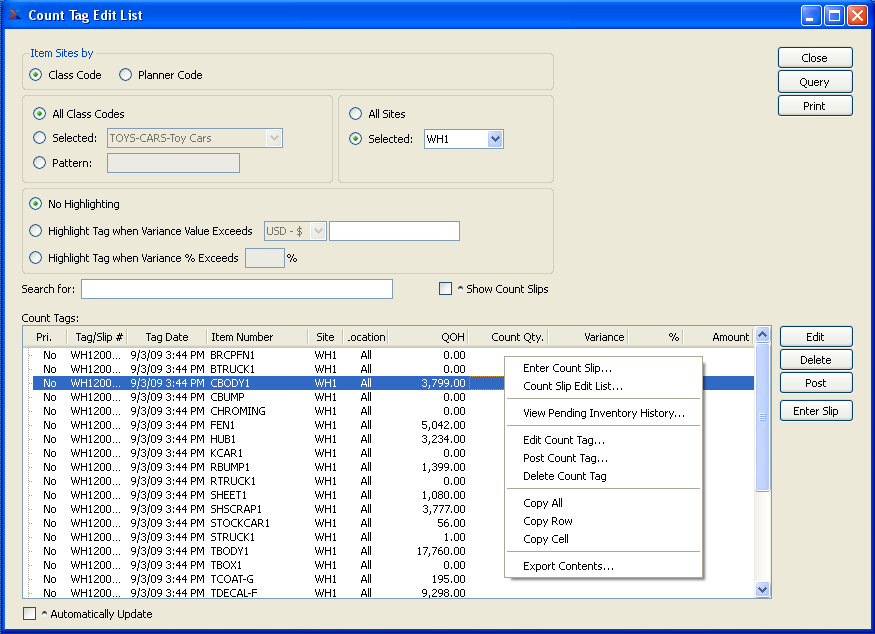 Count Tag Edit List
Item Sites by
Class Code Planner Code
Close
Query
Print
All Class Codes
Selected: TOYS-CARS-Toy Cars
Pattern:
All Sites
Selected: WH1
No Highlighting
Highlight Tag when Variance Value Exceeds USD - $
Highlight Tag when Variance % Exceeds %
Search for: ^ Show Count Slips
Count Tags:
Pri. Tag/Slip # Tag Date Item Number Site .ocation QOH Count Qty. Variance % Amount
No WH1200... 9/3/09 3:44 PM BRCPFN1 WH1 All 0.00
No WH1200... 9/3/09 3:44 PM BTRUCK1 WH1 All 0.00
No WH1200... 9/3/09 3:44 PM CBODY1 WH1 All 3,799.00
No WH1200... 9/3/09 3:44 PM CBUMP WH1 All 0.00
No WH1200... 9/3/09 3:44 PM CHROMING WH1 All 0.00
No WH1200... 9/3/09 3:44 PM FEN1 WH1 All 5,042.00
No WH1200... 9/3/09 3:44 PM HUB1 WH1 All 3,234.00
No WH1200... 9/3/09 3:44 PM KCAR1 WH1 All 0.00
No WH1200... 9/3/09 3:44 PM RBUMP1 WH1 All 1,399.00
No WH1200... 9/3/09 3:44 PM RTRUCK1 WH1 All 0.00
No WH1200... 9/3/09 3:44 PM SHEET1 WH1 All 1,080.00
No WH1200... 9/3/09 3:44 PM SHSCRAP1 WH1 All 3,777.00
No WH1200... 9/3/09 3:44 PM STOCKCAR1 WH1 All 56.00
No WH1200... 9/3/09 3:44 PM STRUCK1 WH1 All 1.00
No WH1200... 9/3/09 3:44 PM TBODY1 WH1 All 17,760.00
No WH1200... 9/3/09 3:44 PM TBOX1 WH1 All 0.00
No WH1200... 9/3/09 3:44 PM TCOAT-G WH1 All 195.00
No WH1200... 9/3/09 3:44 PM TDECAL-F WH1 All 9,298.00
Enter Count Slip...
Count Slip Edit List...
View Pending Inventory History...
Edit Count Tag...
Post Count Tag...
Delete Count Tag
Copy All
Copy Row
Copy Cell
Export Contents...
Edit
Delete
Post
Enter Slip
^ Automatically Update